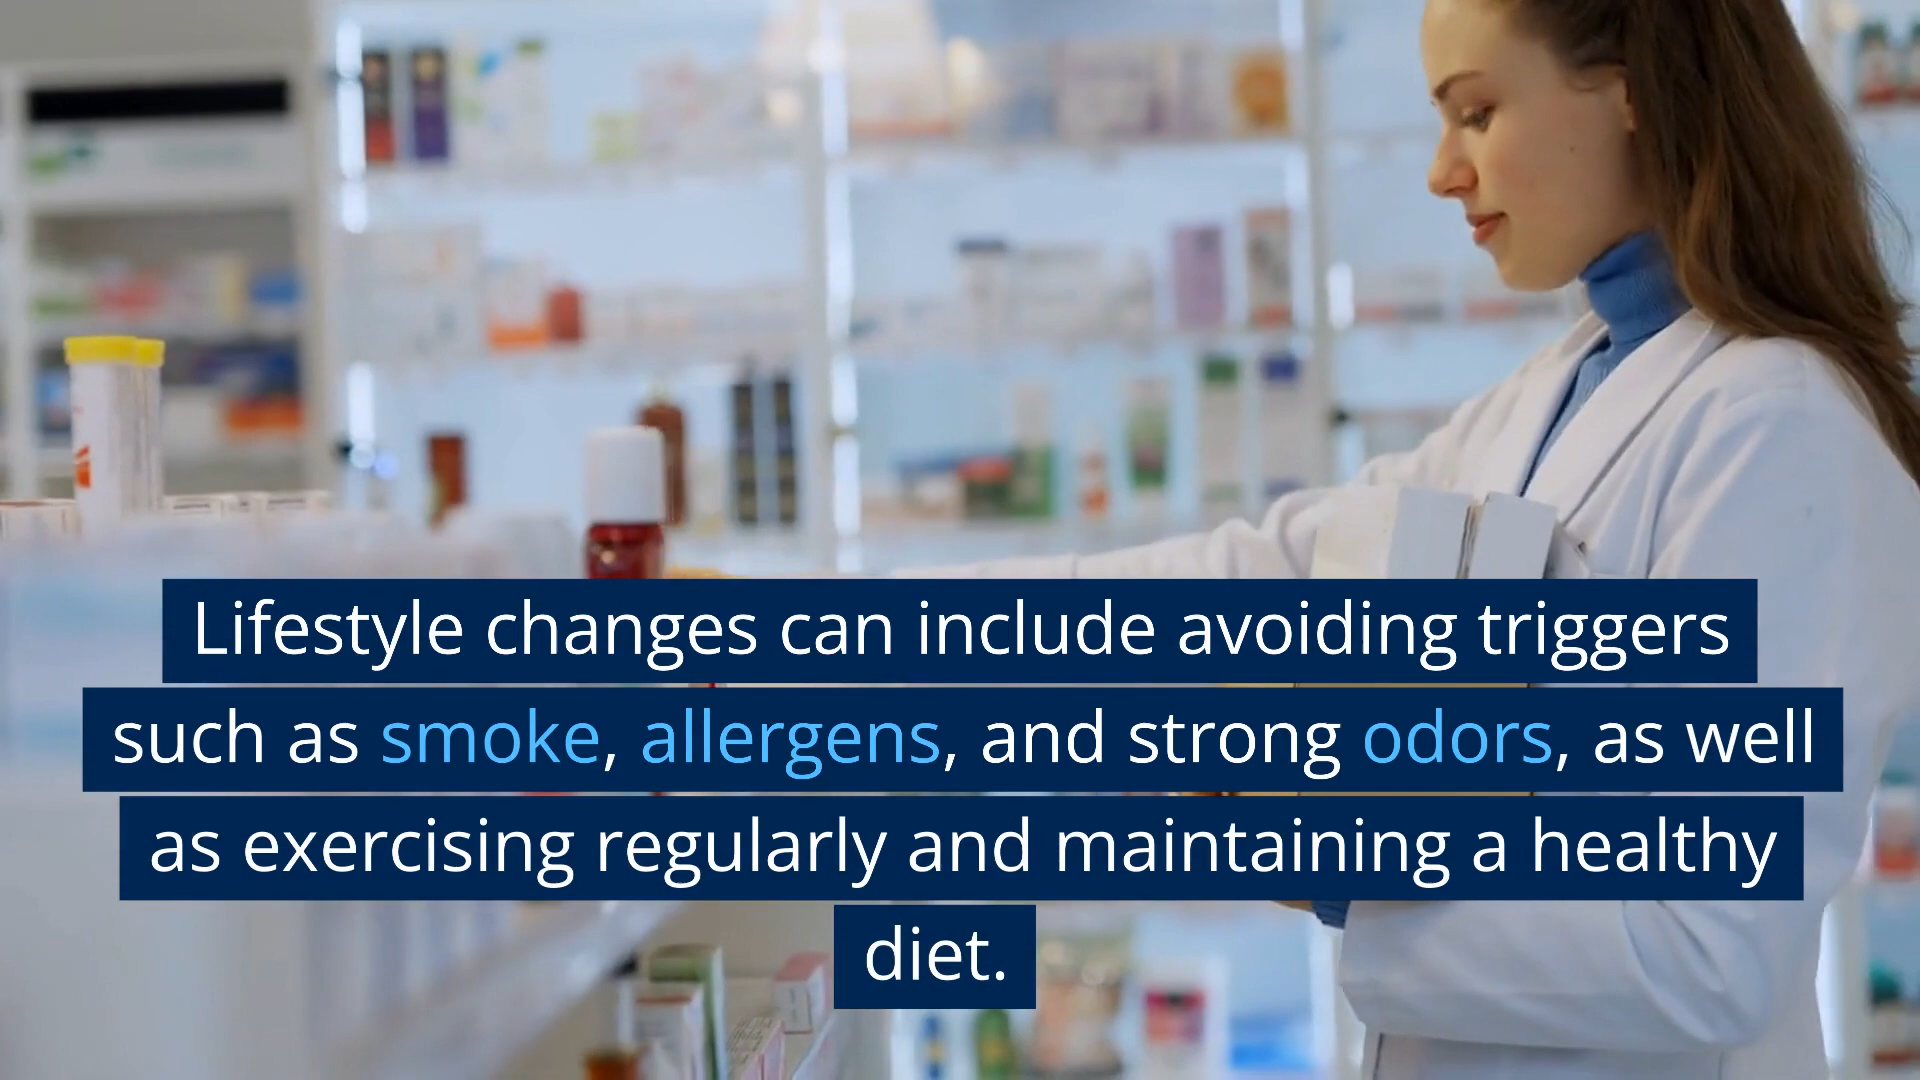 Lifestyle changes can include avoiding triggers
such as smoke, allergens, and strong odors, as well
as exercising regularly and maintaining a healthy
diet.